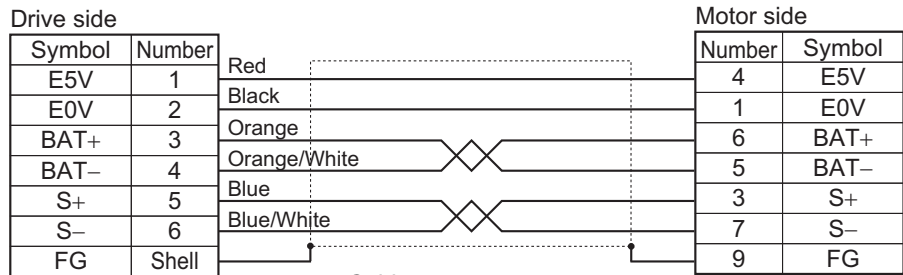 Drive side Motor side
Symbol Number Number Symbol
E5V 1 Red 4 E5V
E0V 2 Black 1 E0V
BAT+ 3 Orange 6 BAT+
BAT− 4 Orange/White 5 BAT−
S+ 5 Blue 3 S+
S− 6 Blue/White 7 S−
FG Shell 9 FG